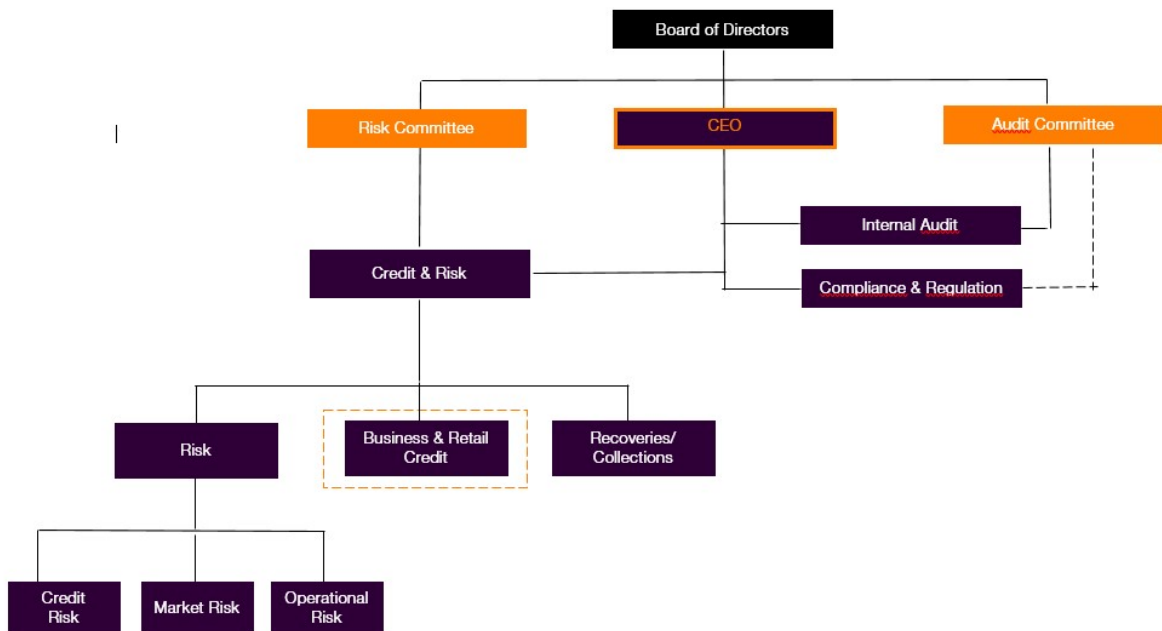 Board of Directors
Risk Committee
CEO
Audit Committee
Internal Audit
Credit & Risk
Compliance & Regulation
Risk
Business & Retail
Credit
Recoveries/
Collections
Credit
Risk
Market Risk
Operational
Risk